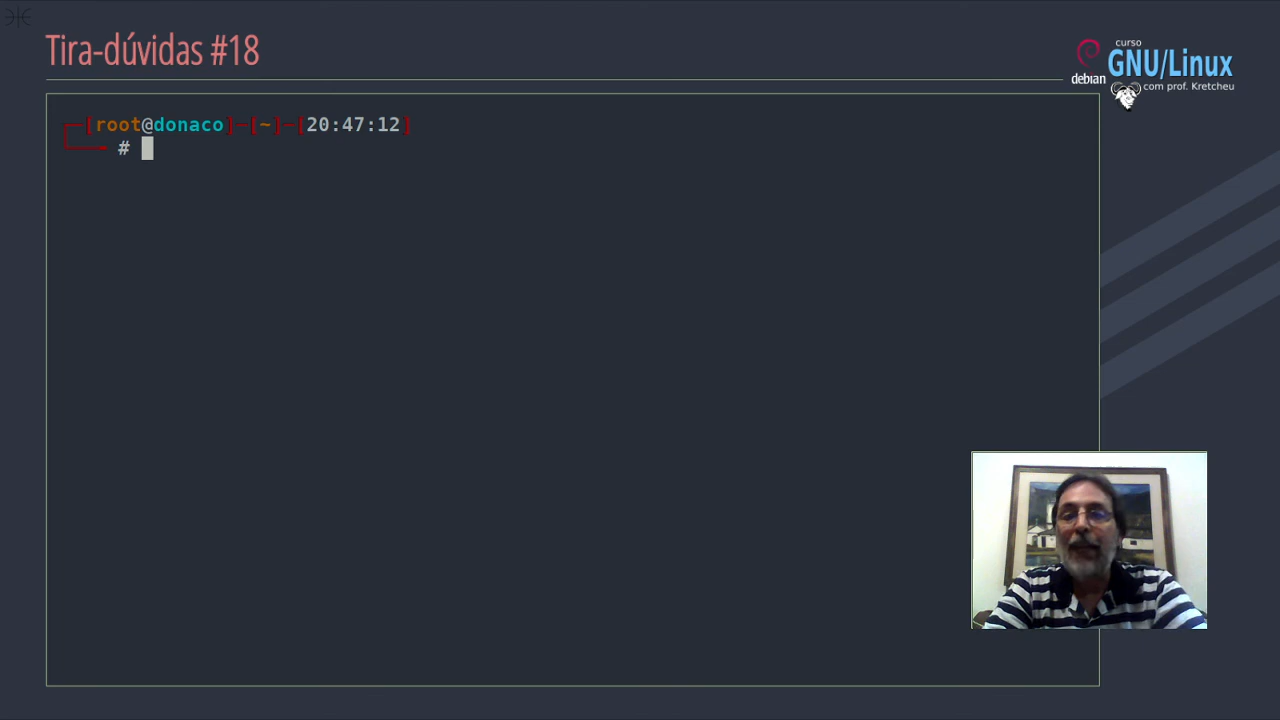 Tira-dúvidas #18
curso
GNU/Linux
debian
com prof. Kretcheu
[root@donaco]-[~]-[20:47:12]
#